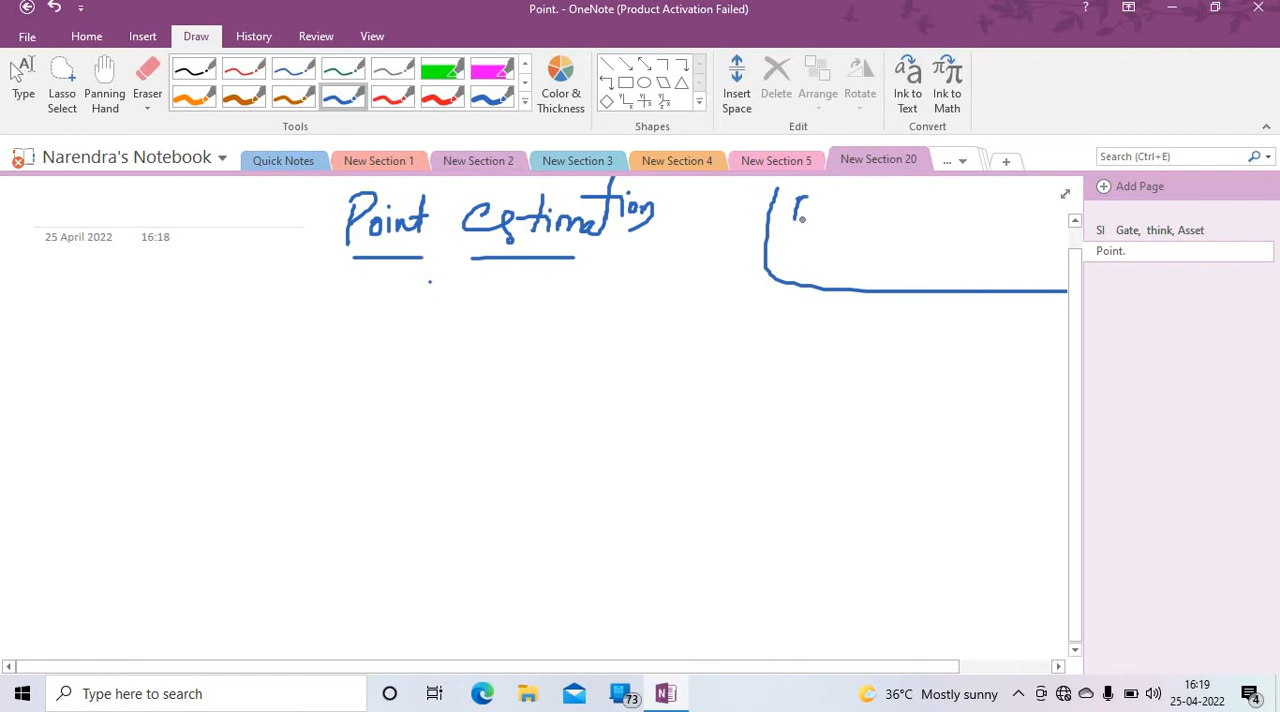 Point. - OneNote (Product Activation Failed)
File Home Insert Draw History Review View
Type Lasso Select Panning Hand Eraser Color & Thickness Insert Space Delete Arrange Rotate Ink to Text Ink to Math
Tools Shapes Edit Convert
Narendra's Notebook Quick Notes New Section 1 New Section 2 New Section 3 New Section 4 New Section 5 New Section 20 ... + Search (Ctrl+E)
Add Page
Point Estimation
25 April 2022 16:18
SI Gate, think, Asset
Point.
Type here to search 73 36°C Mostly sunny 16:19
25-04-2022 4